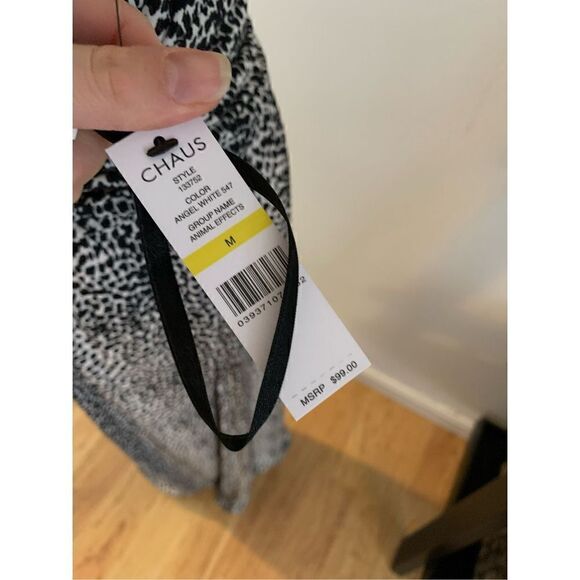 CHAUS
STYLE
133752
COLOR
ANGEL WHITE 547
GROUP NAME
ANIMAL EFFECTS
M
MSRP $99.00